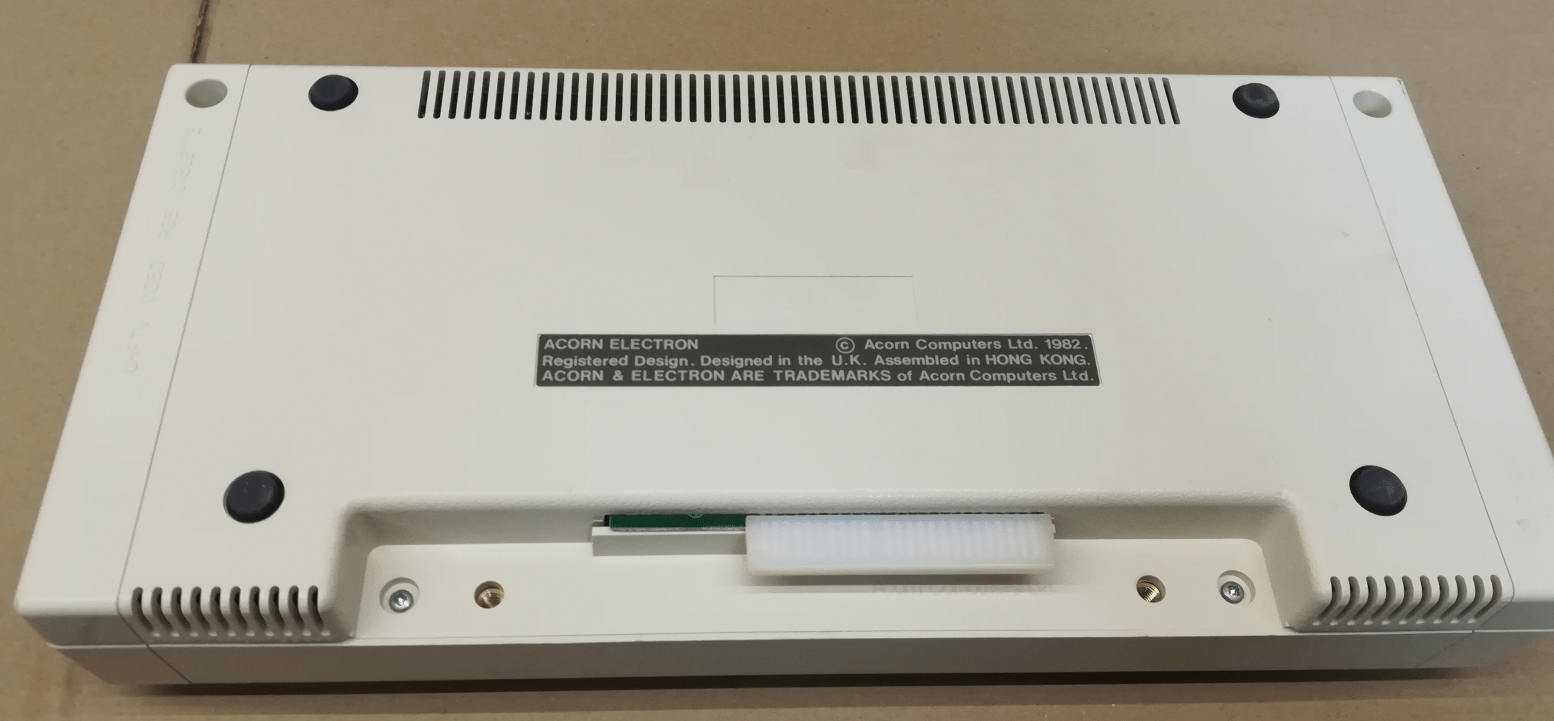 ACORN ELECTRON © Acorn Computers Ltd. 1982.
Registered Design. Designed in the U.K. Assembled in HONG KONG.
ACORN & ELECTRON ARE TRADEMARKS of Acorn Computers Ltd.